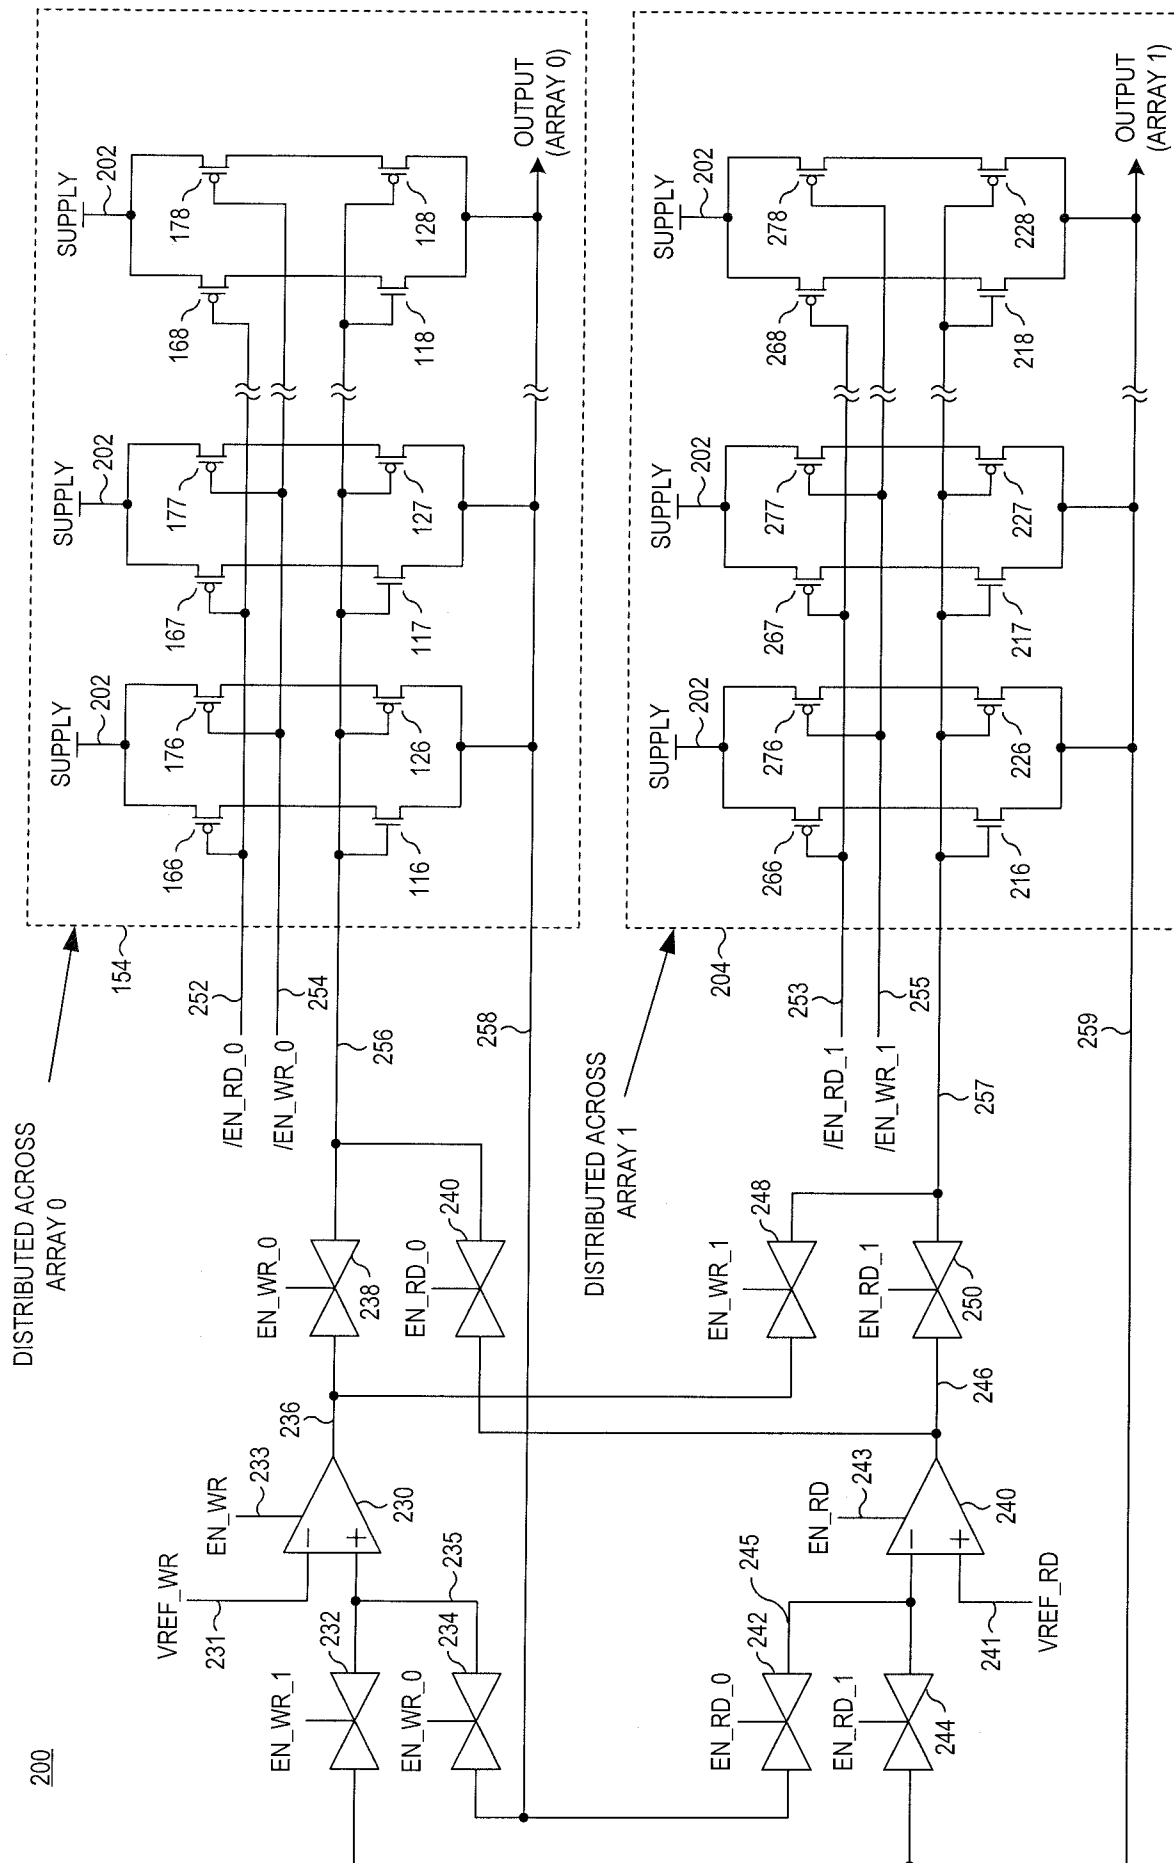 200
DISTRIBUTED ACROSS
ARRAY 0
154
SUPPLY
202
166
176
116
126
SUPPLY
202
167
177
117
127
SUPPLY
202
168
178
118
128
OUTPUT
(ARRAY 0)
/EN_RD_0
252
/EN_WR_0
254
256
258
VREF_WR
231
EN_WR
233
230
236
EN_WR_1
232
EN_WR_0
234
235
EN_WR_0
238
EN_RD_0
240
DISTRIBUTED ACROSS
ARRAY 1
204
SUPPLY
202
266
276
216
226
SUPPLY
202
267
277
217
227
SUPPLY
202
268
278
218
228
OUTPUT
(ARRAY 1)
/EN_RD_1
253
/EN_WR_1
255
257
259
EN_WR_1
248
EN_RD_1
250
246
EN_RD
243
240
VREF_RD
241
245
EN_RD_0
242
EN_RD_1
244